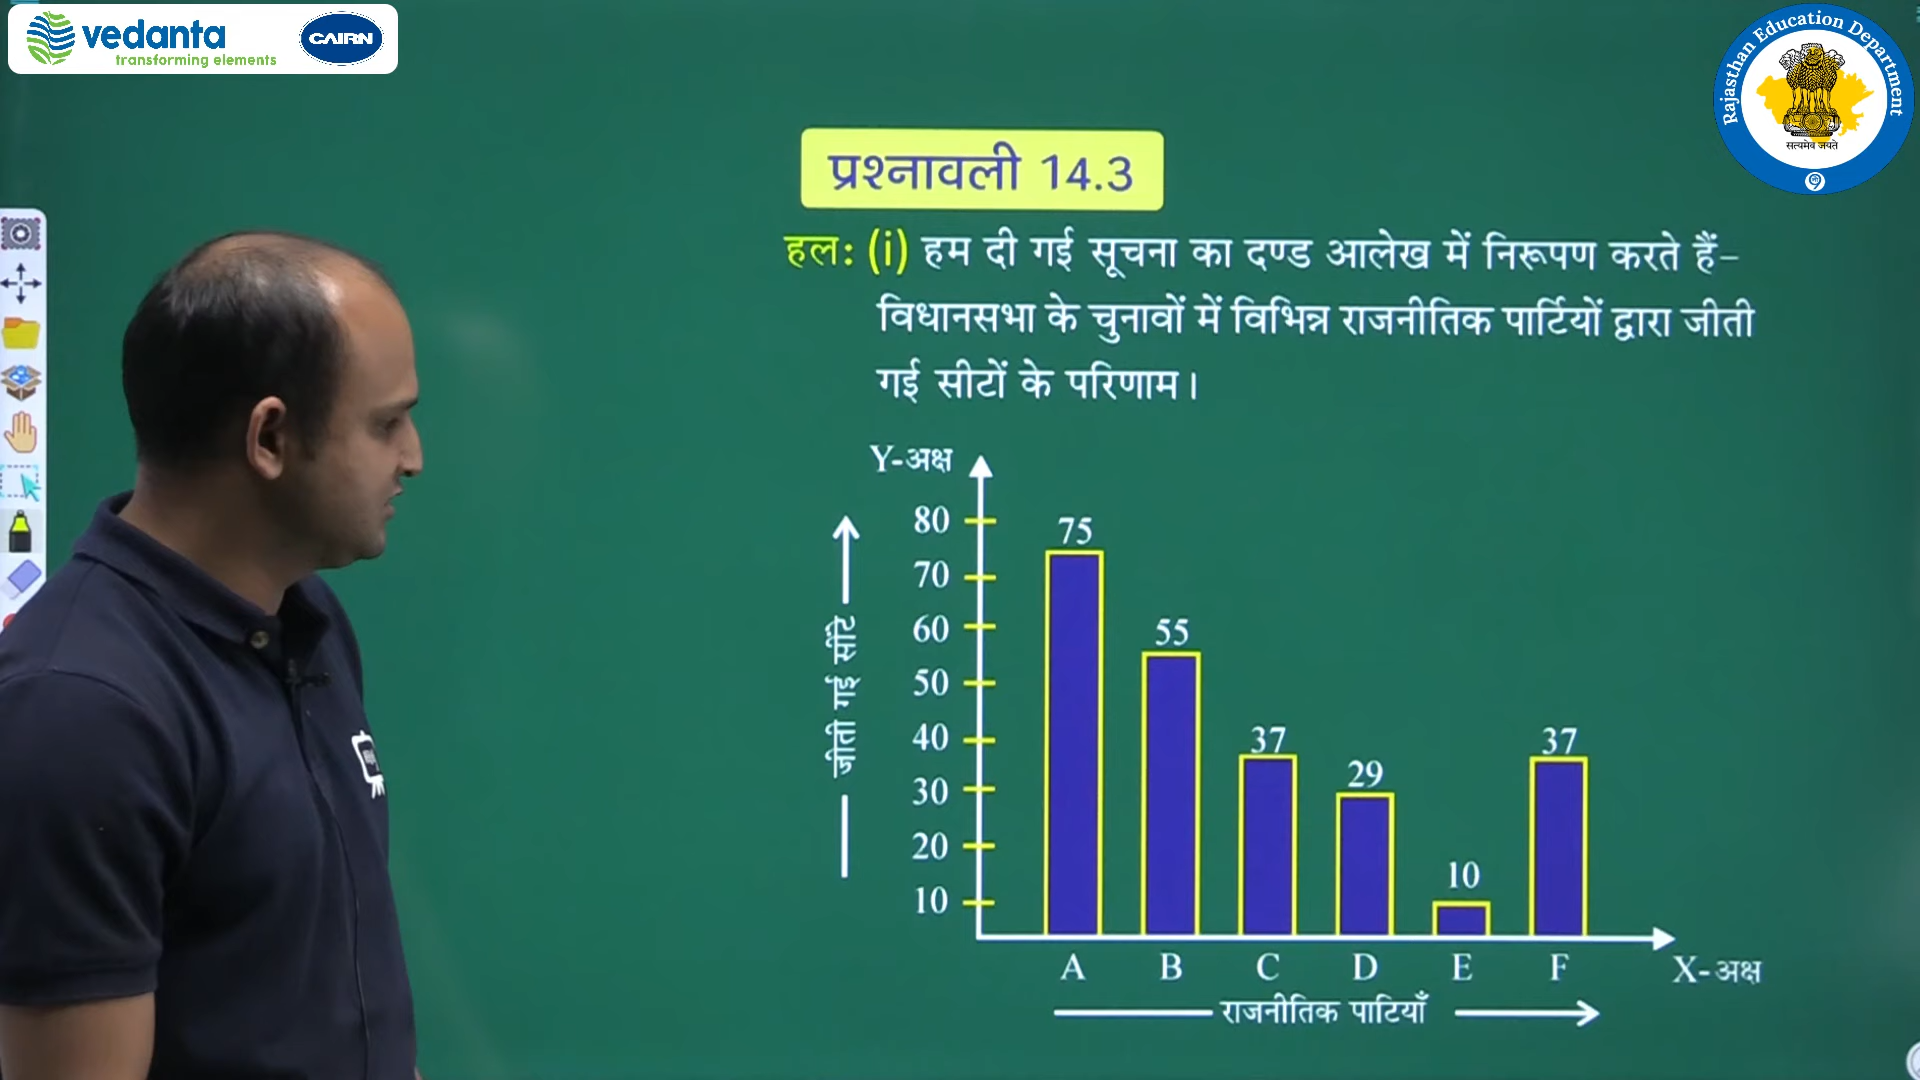 vedanta
transforming elements
CAIRN
Rajasthan Education Department
सत्यमेव जयते
प्रश्नावली 14.3
हल: (i) हम दी गई सूचना का दण्ड आलेख में निरूपण करते हैं–
विधानसभा के चुनावों में विभिन्न राजनीतिक पार्टियों द्वारा जीती
गई सीटों के परिणाम।
Y-अक्ष
80
70
60
50
40
30
20
10
जीती गई सीटें
75
55
37
29
10
37
A B C D E F
X-अक्ष
राजनीतिक पाटियाँ